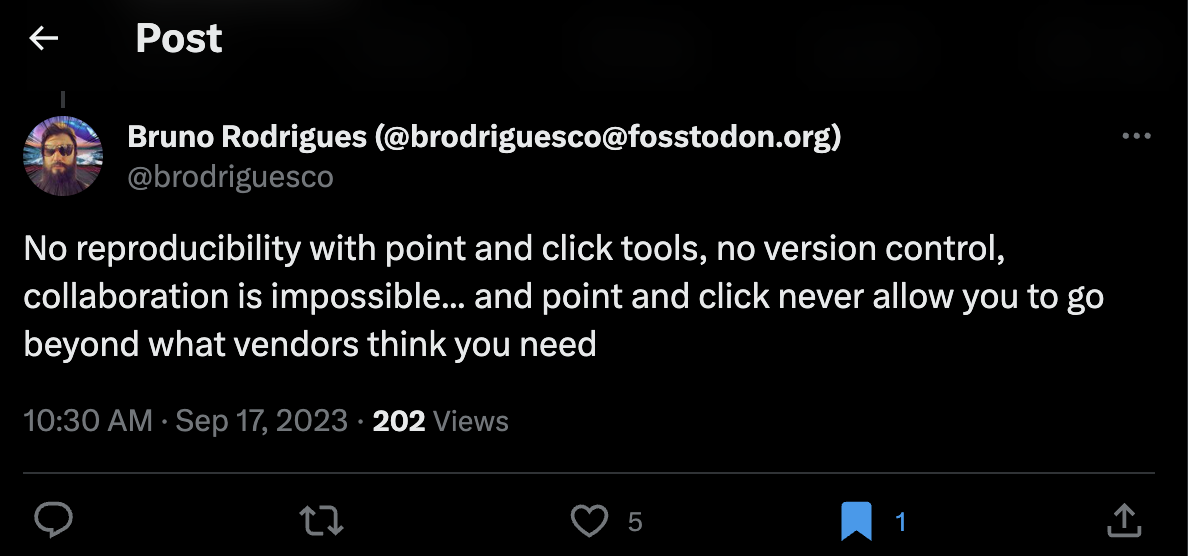 Post
Bruno Rodrigues (@brodriguesco@fosstodon.org)
@brodriguesco
No reproducibility with point and click tools, no version control,
collaboration is impossible... and point and click never allow you to go
beyond what vendors think you need
10:30 AM · Sep 17, 2023 · 202 Views
5
1